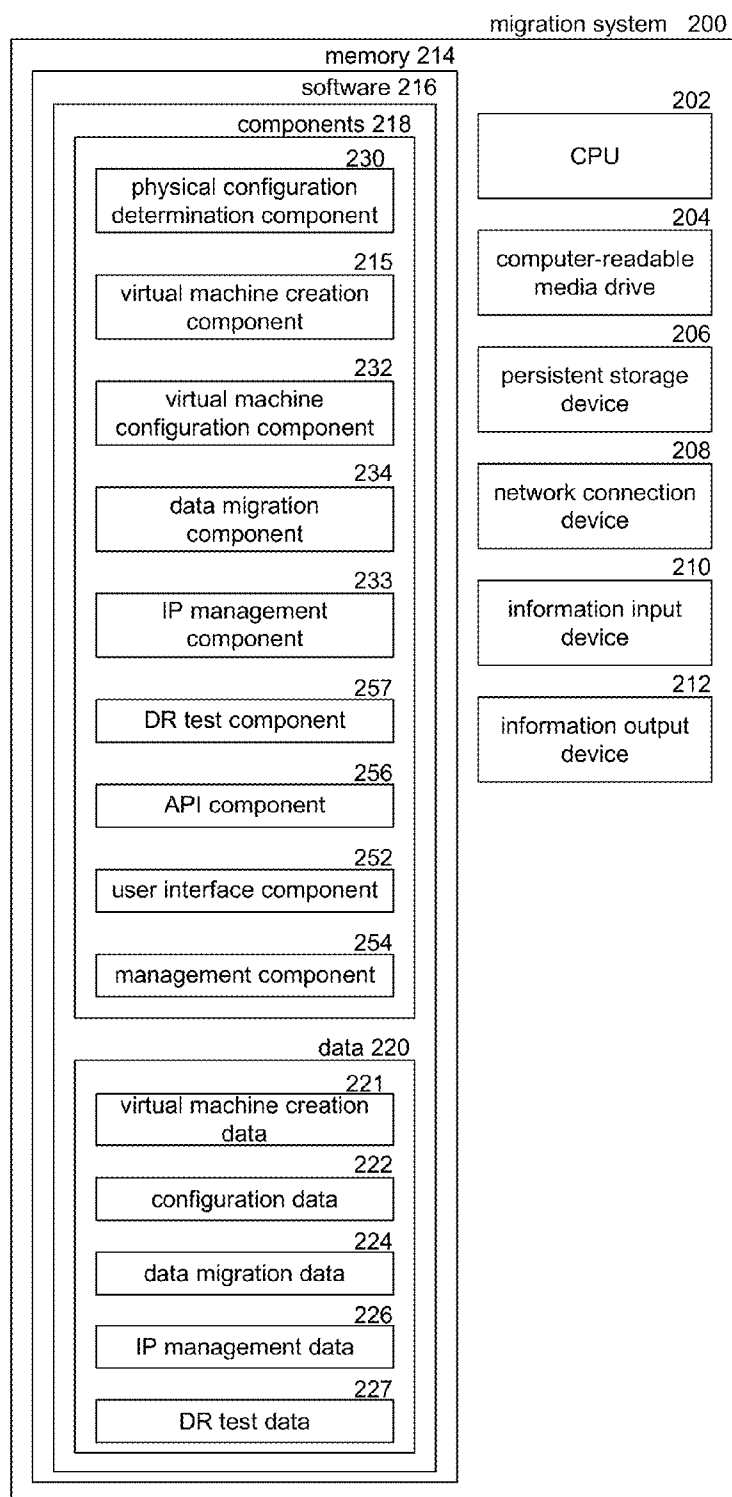 migration system 200
memory 214
software 216
components 218
230
physical configuration
determination component
215
virtual machine creation
component
232
virtual machine
configuration component
234
data migration
component
233
IP management
component
257
DR test component
256
API component
252
user interface component
254
management component
data 220
221
virtual machine creation
data
222
configuration data
224
data migration data
226
IP management data
227
DR test data
202
CPU
204
computer-readable
media drive
206
persistent storage
device
208
network connection
device
210
information input
device
212
information output
device